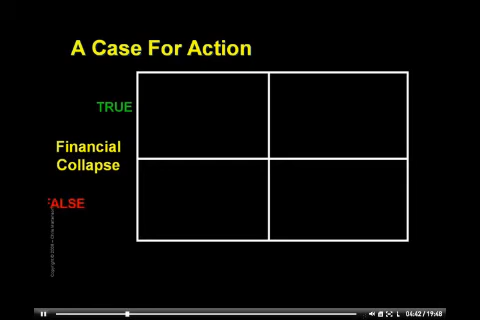 A Case For Action
TRUE
Financial
Collapse
FALSE
04:42 / 19:48